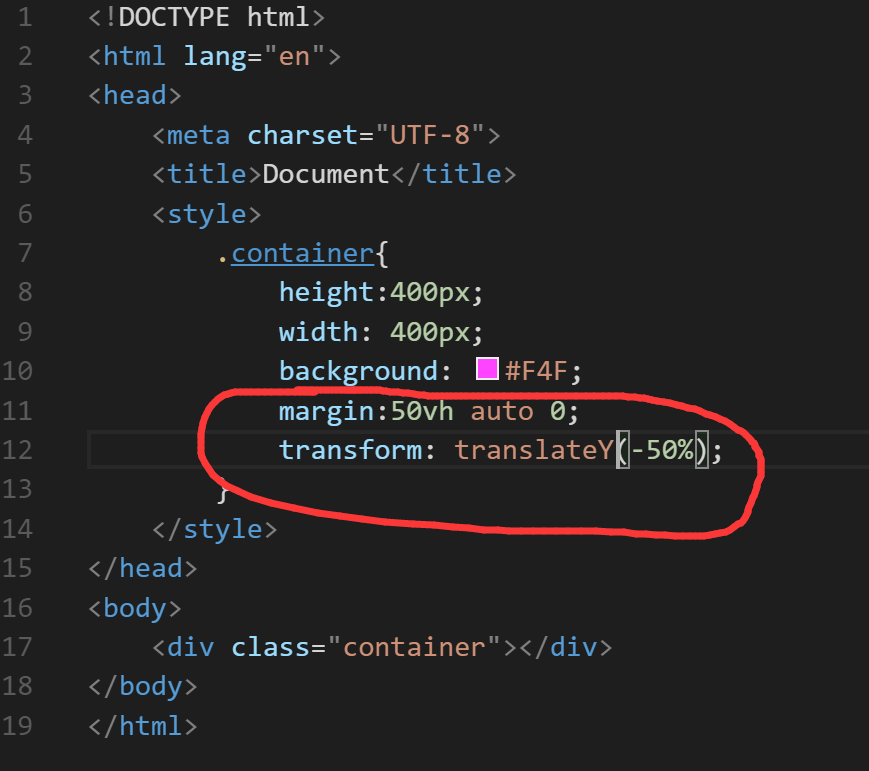 1 <!DOCTYPE html>
2 <html lang="en">
3 <head>
4 <meta charset="UTF-8">
5 <title>Document</title>
6 <style>
7 .container{
8 height:400px;
9 width: 400px;
10 background: #F4F;
11 margin:50vh auto 0;
12 transform: translateY(-50%);
13 }
14 </style>
15 </head>
16 <body>
17 <div class="container"></div>
18 </body>
19 </html>